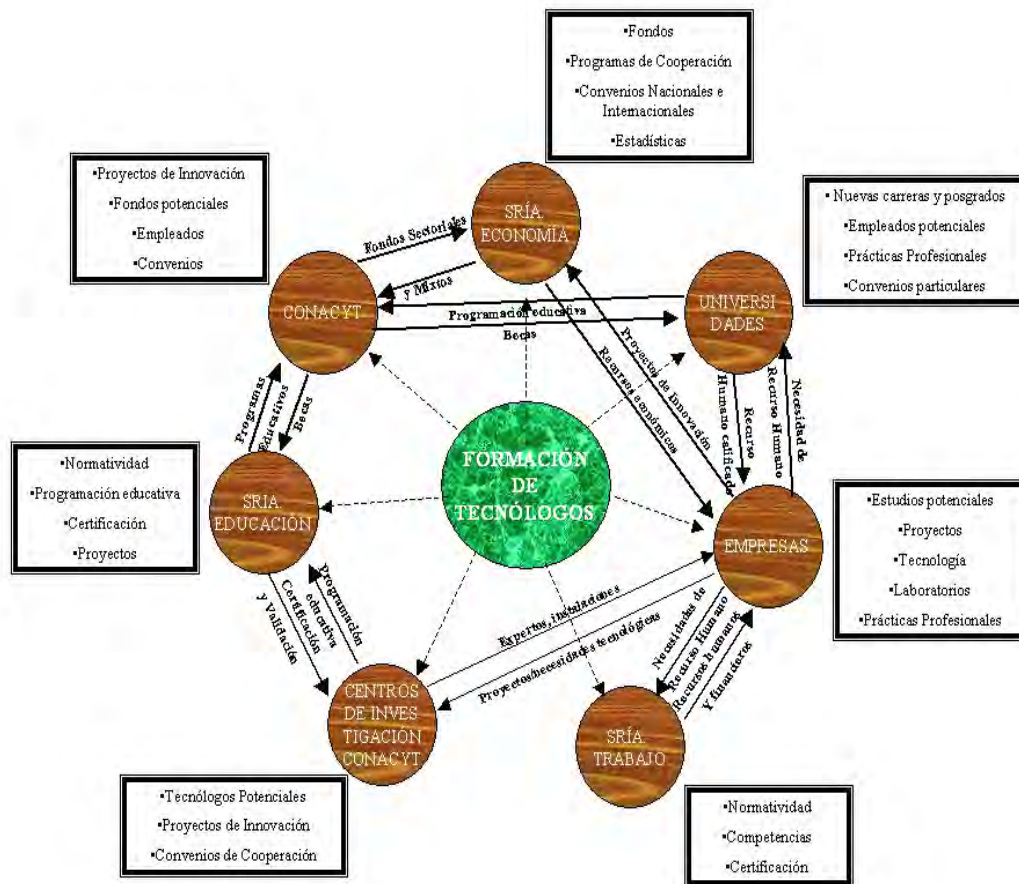 ▪Fondos
▪Programas de Cooperación
▪Convenios Nacionales e
Internacionales
▪Estadísticas
▪Proyectos de Innovación
▪Fondos potenciales
▪Empleados
▪Convenios
▪Nuevas carreras y posgrados
▪Empleados potenciales
▪Prácticas Profesionales
▪Convenios particulares
SRÍA.
ECONOMÍA
Fondos Sectoriales
y Mixtos
CONACYT
UNIVERSI
DADES
Programación educativa
Becas
Proyectos de Innovación
Recursos económicos
Recurso
Humano calificado
Necesidad de
Recurso Humano
Programas
Educativos
Becas
FORMACIÓN
DE
TECNÓLOGOS
▪Normatividad
▪Programación educativa
▪Certificación
▪Proyectos
SRIA.
EDUCACIÓN
EMPRESAS
▪Estudios potenciales
▪Proyectos
▪Tecnología
▪Laboratorios
▪Prácticas Profesionales
Programación
educativa
Certificación
y Validación
Expertos, instalaciones
Proyectos/necesidades tecnológicas
Necesidades de
Recurso Humano
Recursos humanos
Y financieros
CENTROS
DE INVES
TIGACIÓN
CONACYT
SRÍA.
TRABAJO
▪Tecnólogos Potenciales
▪Proyectos de Innovación
▪Convenios de Cooperación
▪Normatividad
▪Competencias
▪Certificación